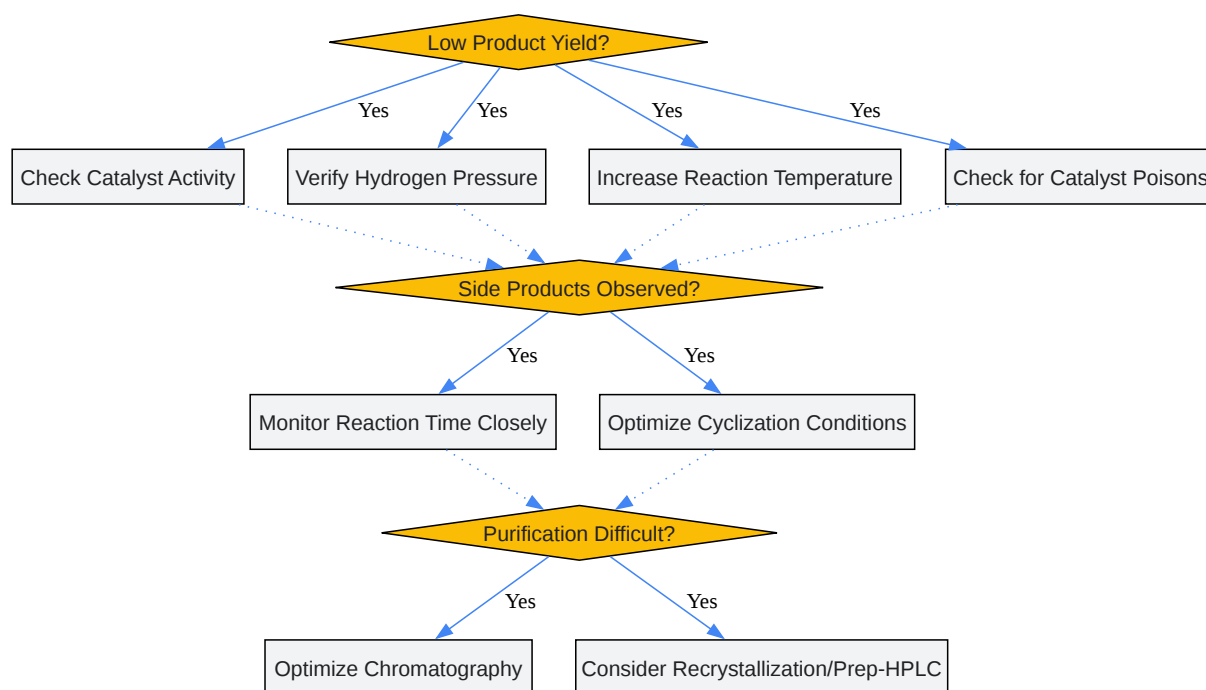 Low Product Yield?
Yes
Yes
Yes
Yes
Check Catalyst Activity
Verify Hydrogen Pressure
Increase Reaction Temperature
Check for Catalyst Poisons
Side Products Observed?
Yes
Yes
Monitor Reaction Time Closely
Optimize Cyclization Conditions
Purification Difficult?
Yes
Yes
Optimize Chromatography
Consider Recrystallization/Prep-HPLC